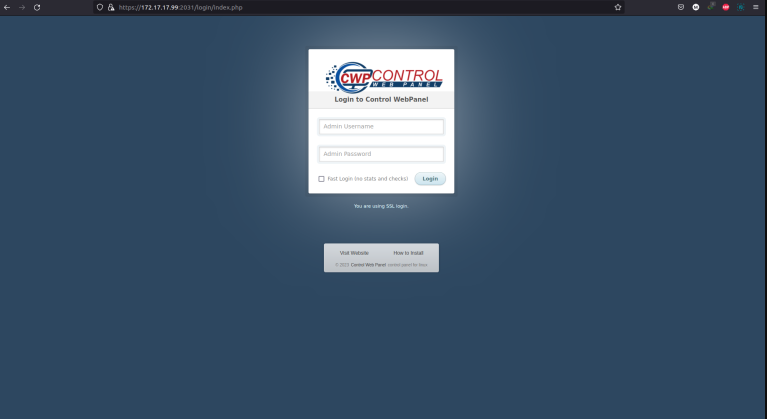 https://172.17.17.99:2031/login/index.php
CWP CONTROL
WEB PANEL
Login to Control WebPanel
Admin Username
Admin Password
Fast Login (no stats and checks)
Login
You are using SSL login.
Visit Website How to Install
Control Web Panel control panel for linux